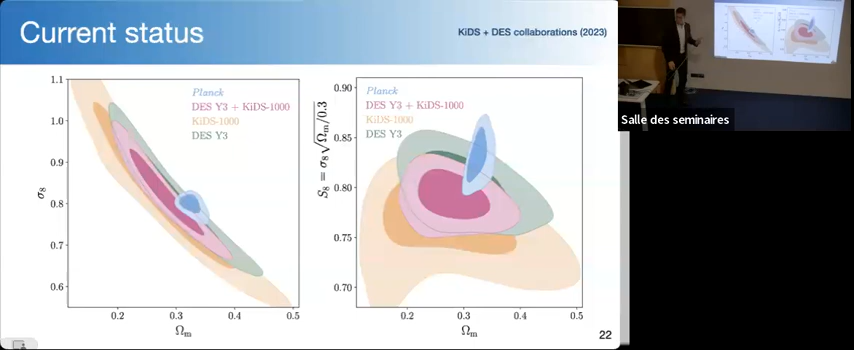 Current status
KiDS + DES collaborations (2023)
1.1
1.0
0.9
0.8
0.7
0.6
σ₈
0.2
0.3
0.4
0.5
Ωₘ
Planck
DES Y3 + KiDS-1000
KiDS-1000
DES Y3
0.90
0.85
0.80
0.75
0.70
S₈ = σ₈√Ωₘ/0.3
0.2
0.3
0.4
0.5
Ωₘ
Planck
DES Y3 + KiDS-1000
KiDS-1000
DES Y3
22
Salle des seminaires